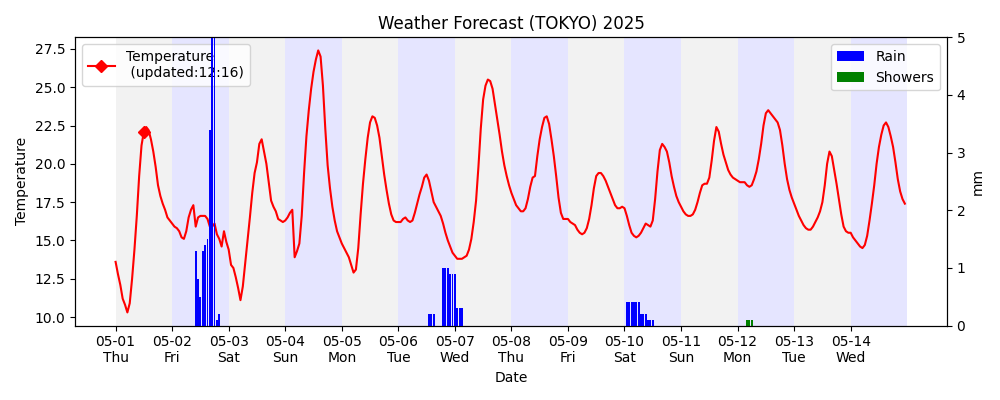 Weather Forecast (TOKYO) 2025
Temperature
(updated:12:16)
Rain
Showers
27.5
25.0
22.5
20.0
17.5
15.0
12.5
10.0
Temperature
5
4
3
2
1
0
mm
05-01 05-02 05-03 05-04 05-05 05-06 05-07 05-08 05-09 05-10 05-11 05-12 05-13 05-14
Thu Fri Sat Sun Mon Tue Wed Thu Fri Sat Sun Mon Tue Wed
Date